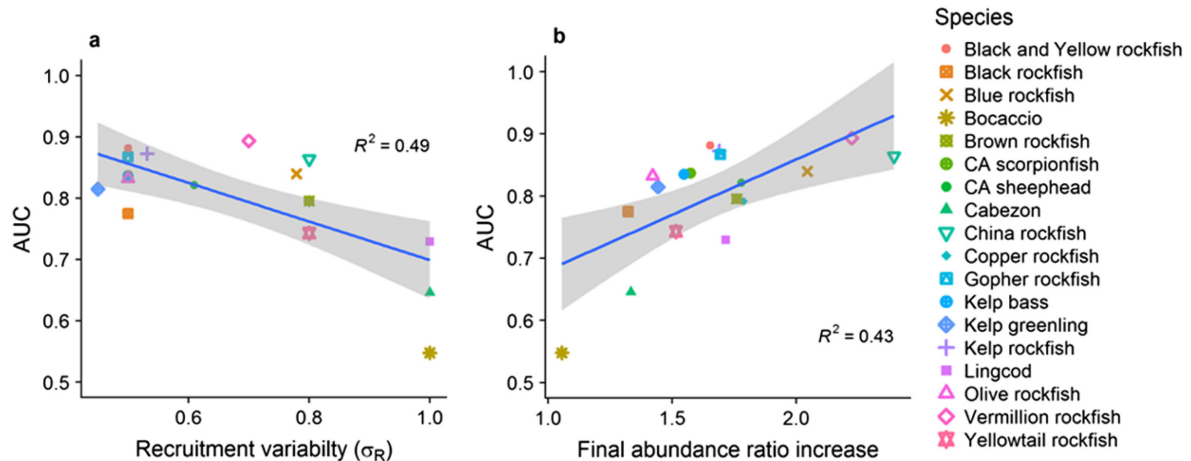 a
AUC
1.0
0.9
0.8
0.7
0.6
0.5
R² = 0.49
0.6
0.8
1.0
Recruitment variabilty (σR)
b
AUC
1.0
0.9
0.8
0.7
0.6
0.5
R² = 0.43
1.0
1.5
2.0
Final abundance ratio increase
Species
Black and Yellow rockfish
Black rockfish
Blue rockfish
Bocaccio
Brown rockfish
CA scorpionfish
CA sheephead
Cabezon
China rockfish
Copper rockfish
Gopher rockfish
Kelp bass
Kelp greenling
Kelp rockfish
Lingcod
Olive rockfish
Vermillion rockfish
Yellowtail rockfish